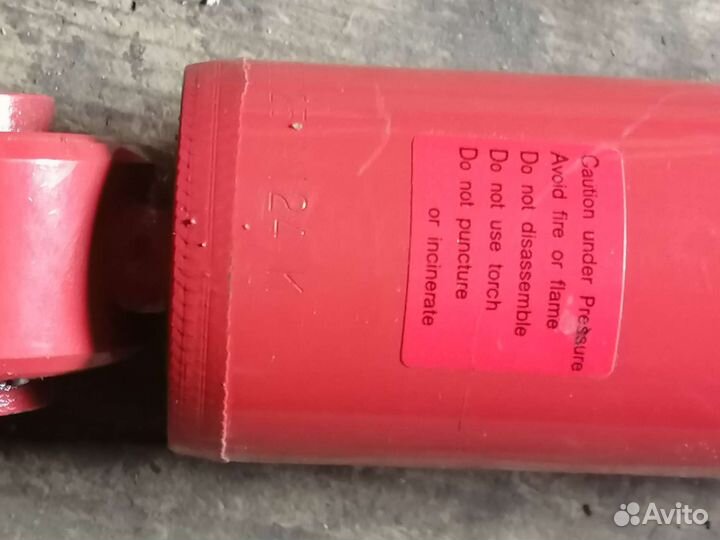 Caution under Pressure
Avoid fire or flame
Do not disassemble
Do not use torch
Do not puncture
or incinerate
24
Avito